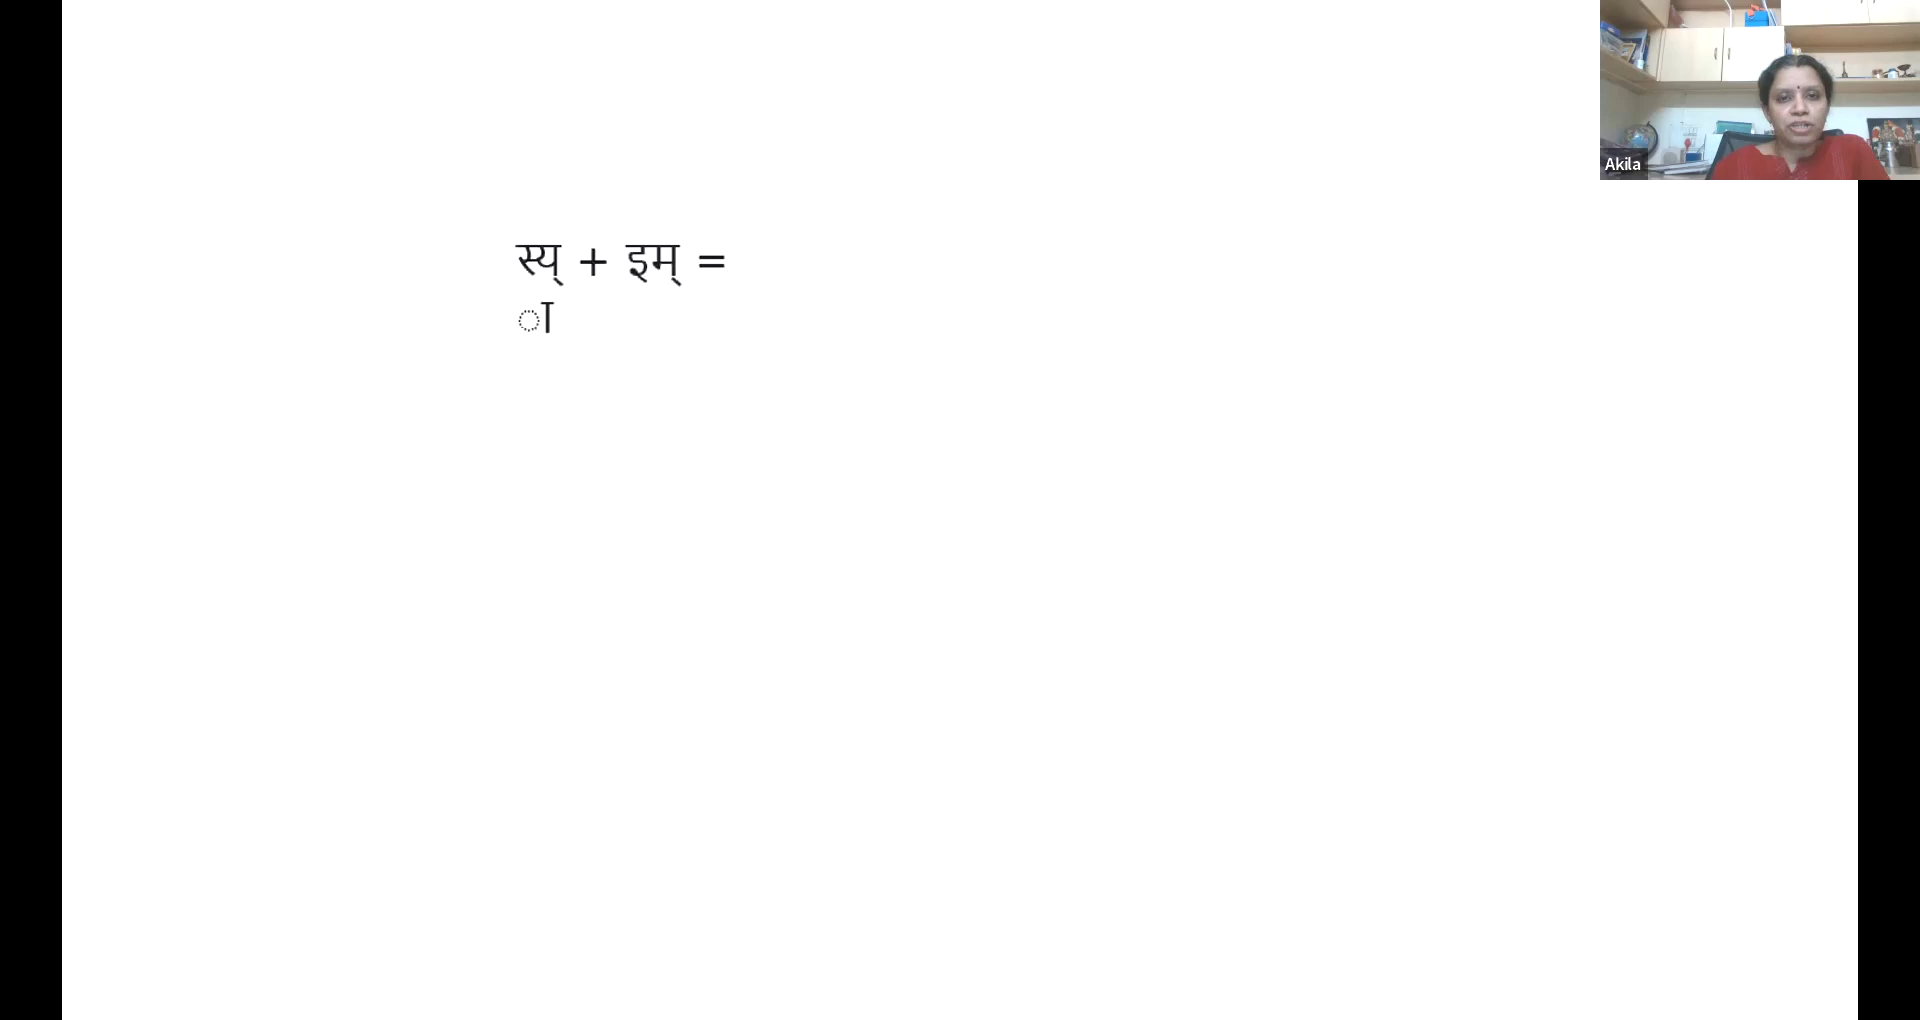 Akila
स्य् + इम् =
ा